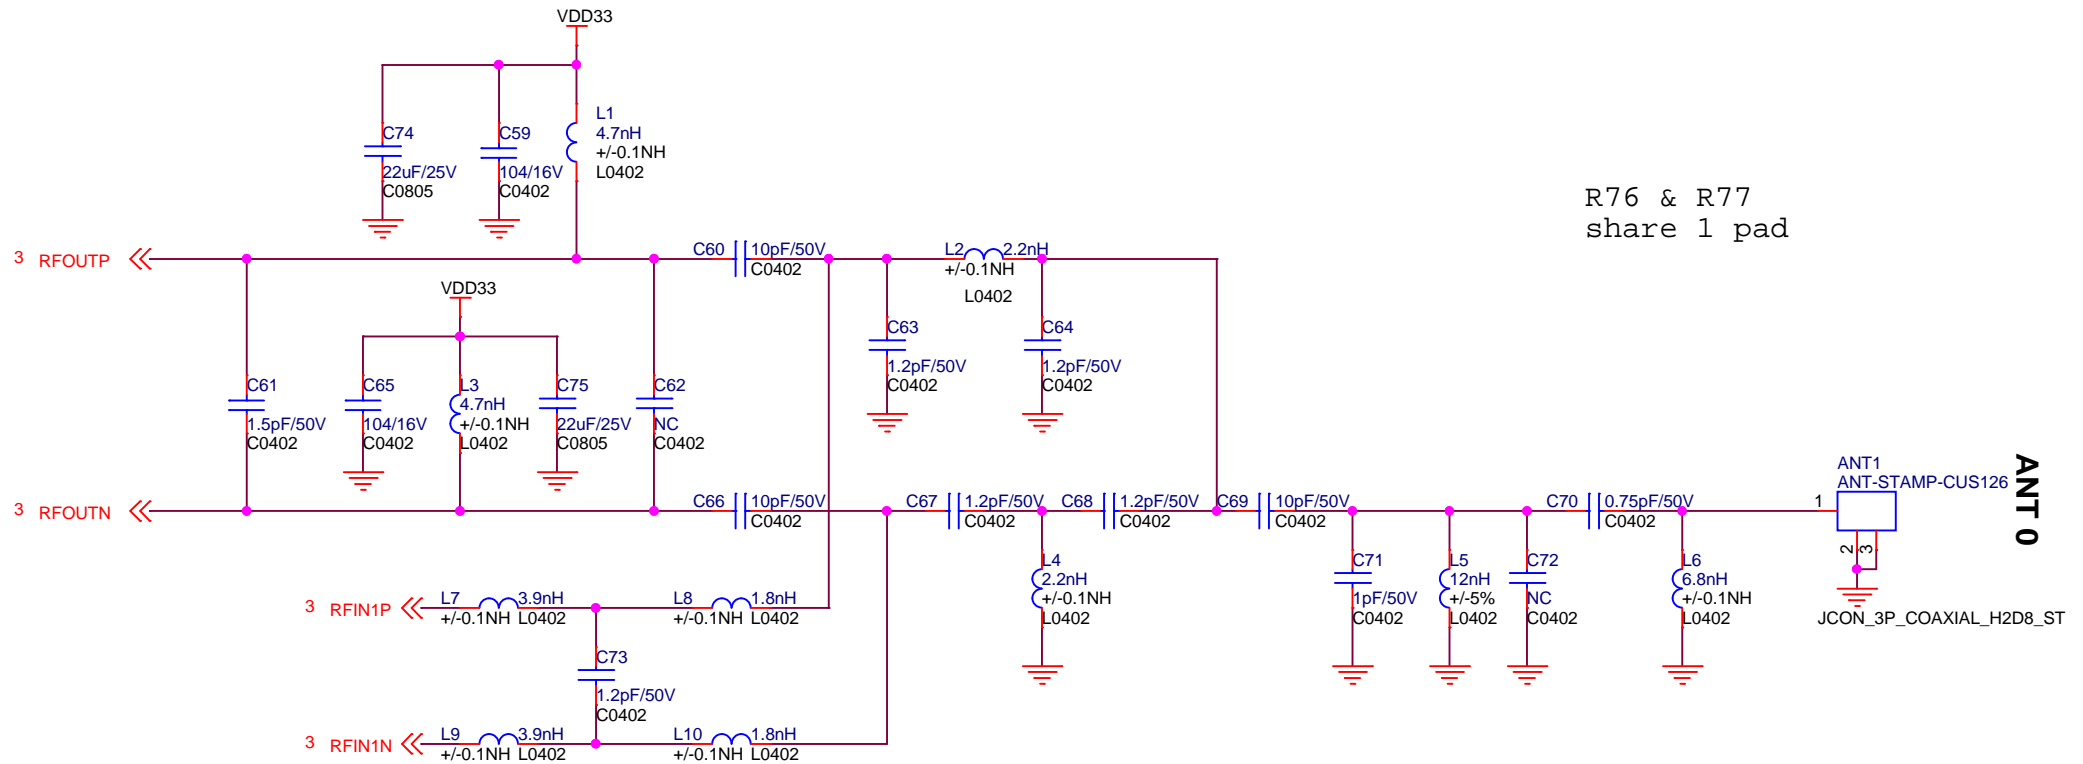 VDD33
C74
22uF/25V
C0805
C59
104/16V
C0402
L1
4.7nH
+/-0.1NH
L0402
R76 & R77
share 1 pad
3 RFOUTP
C60 10pF/50V
C0402
L2 2.2nH
+/-0.1NH
L0402
VDD33
C63
1.2pF/50V
C0402
C64
1.2pF/50V
C0402
C61
1.5pF/50V
C0402
C65
104/16V
C0402
L3
4.7nH
+/-0.1NH
L0402
C75
22uF/25V
C0805
C62
NC
C0402
3 RFOUTN
C66 10pF/50V
C0402
C67 1.2pF/50V
C0402
C68 1.2pF/50V
C0402
C69 10pF/50V
C0402
C70 0.75pF/50V
C0402
ANT1
ANT-STAMP-CUS126
1
2
3
ANT 0
L4
2.2nH
+/-0.1NH
L0402
C71
1pF/50V
C0402
L5
12nH
+/-5%
L0402
C72
NC
C0402
L6
6.8nH
+/-0.1NH
L0402
JCON_3P_COAXIAL_H2D8_ST
3 RFIN1P
L7 3.9nH
+/-0.1NH L0402
L8 1.8nH
+/-0.1NH L0402
C73
1.2pF/50V
C0402
3 RFIN1N
L9 3.9nH
+/-0.1NH L0402
L10 1.8nH
+/-0.1NH L0402